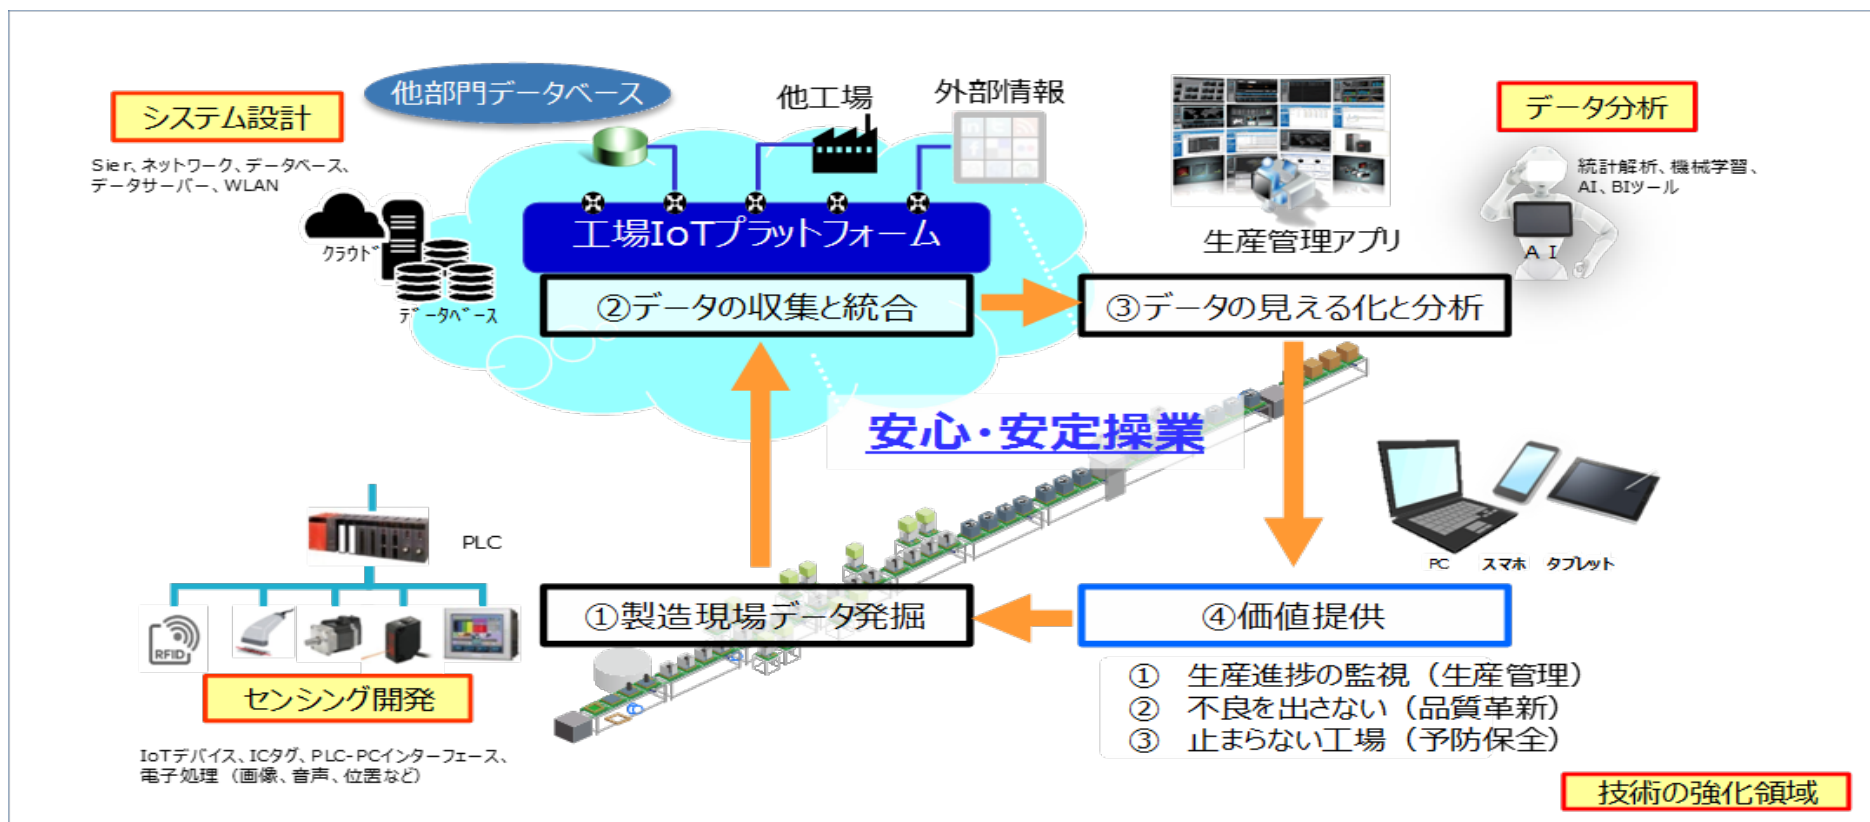 他部門データベース
他工場
外部情報
システム設計
Sier、ネットワーク、データベース、
データサーバー、WLAN
クラウド
データベース
工場IoTプラットフォーム
②データの収集と統合
生産管理アプリ
データ分析
統計解析、機械学習、
AI、BIツール
AI
③データの見える化と分析
安心・安定操業
PLC
RFID
センシング開発
IoTデバイス、ICタグ、PLC-PCインターフェース、
電子処理（画像、音声、位置など）
①製造現場データ発掘
PC スマホ タブレット
④価値提供
① 生産進捗の監視（生産管理）
② 不良を出さない（品質革新）
③ 止まらない工場（予防保全）
技術の強化領域